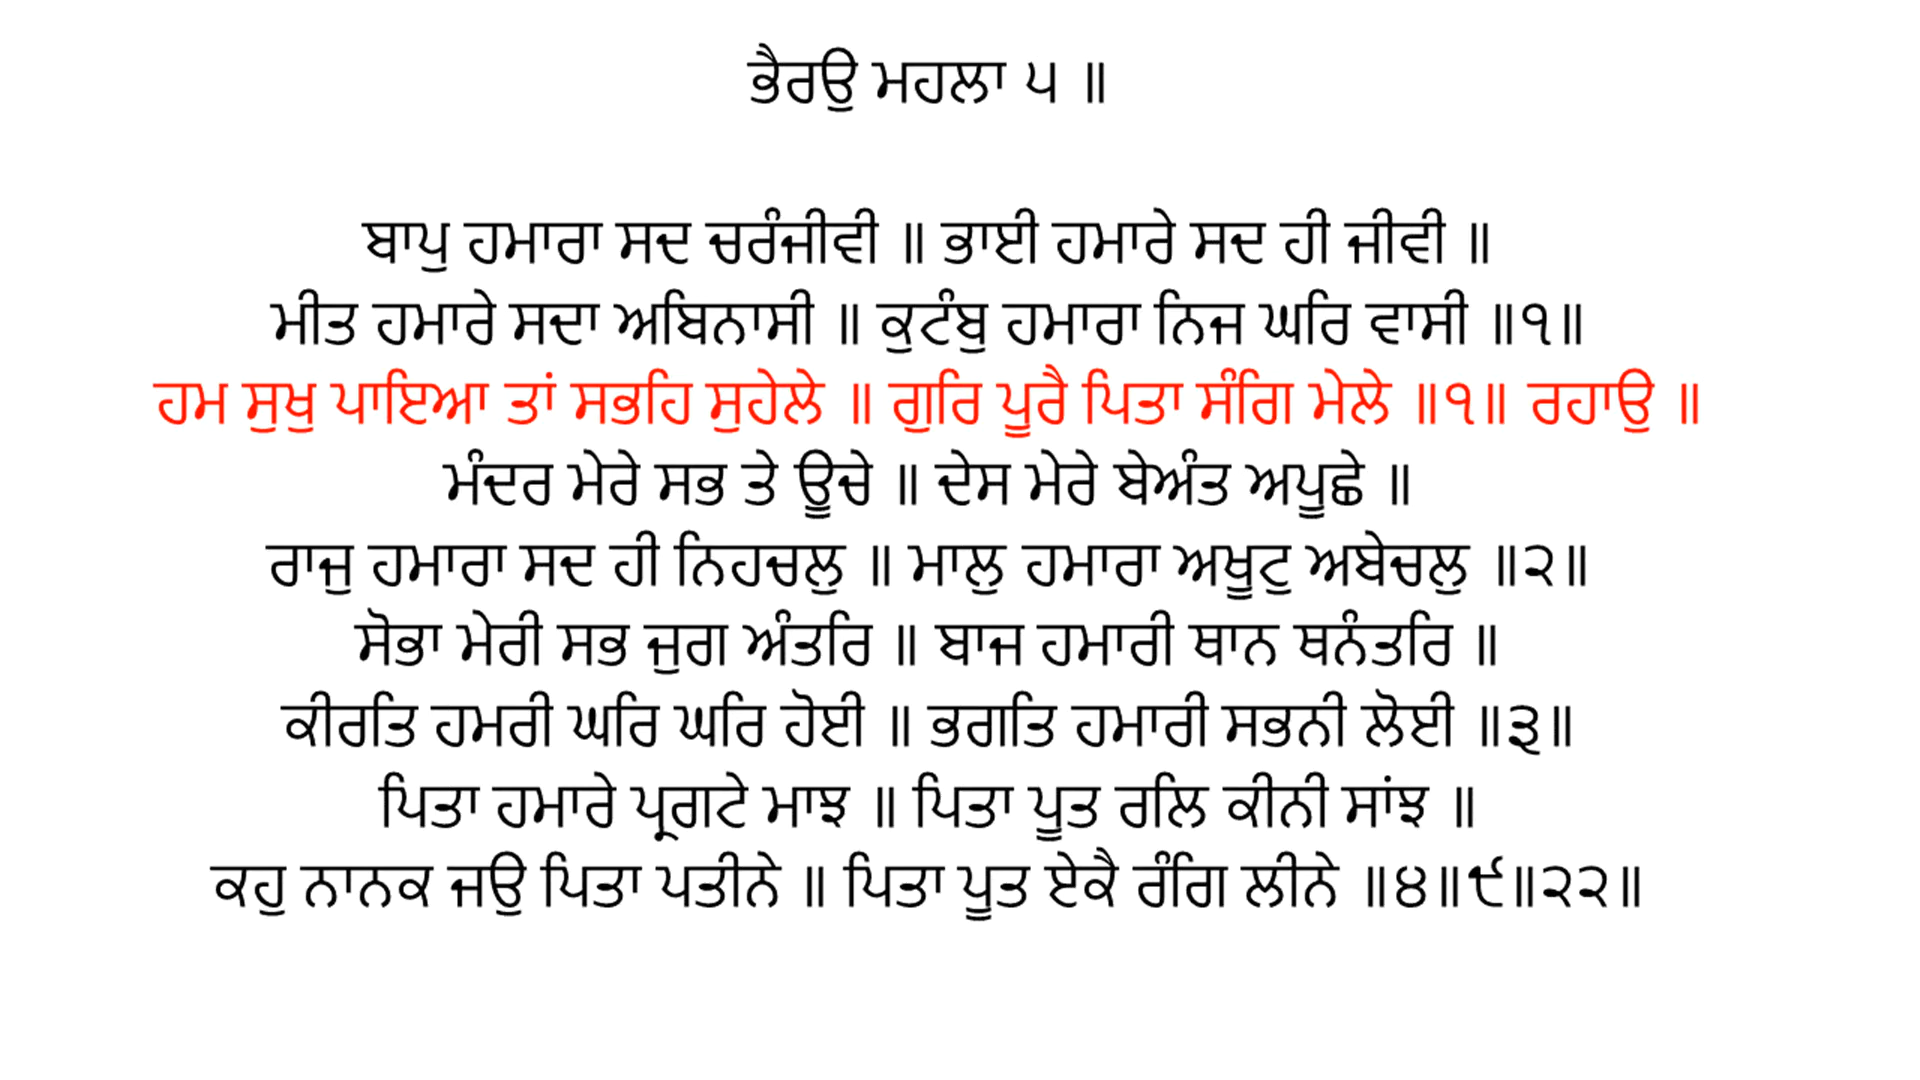 ਭੈਰਉ ਮਹਲਾ ੫ ॥
ਬਾਪੁ ਹਮਾਰਾ ਸਦ ਚਰੰਜੀਵੀ ॥ ਭਾਈ ਹਮਾਰੇ ਸਦ ਹੀ ਜੀਵੀ ॥
ਮੀਤ ਹਮਾਰੇ ਸਦਾ ਅਬਿਨਾਸੀ ॥ ਕੁਟੰਬੁ ਹਮਾਰਾ ਨਿਜ ਘਰਿ ਵਾਸੀ ॥੧॥
ਹਮ ਸੁਖੁ ਪਾਇਆ ਤਾਂ ਸਭਹਿ ਸੁਹੇਲੇ ॥ ਗੁਰਿ ਪੂਰੈ ਪਿਤਾ ਸੰਗਿ ਮੇਲੇ ॥੧॥ ਰਹਾਉ ॥
ਮੰਦਰ ਮੇਰੇ ਸਭ ਤੇ ਊਚੇ ॥ ਦੇਸ ਮੇਰੇ ਬੇਅੰਤ ਅਪੂਛੇ ॥
ਰਾਜੁ ਹਮਾਰਾ ਸਦ ਹੀ ਨਿਹਚਲੁ ॥ ਮਾਲੁ ਹਮਾਰਾ ਅਖੂਟੁ ਅਬੇਚਲੁ ॥੨॥
ਸੋਭਾ ਮੇਰੀ ਸਭ ਜੁਗ ਅੰਤਰਿ ॥ ਬਾਜ ਹਮਾਰੀ ਥਾਨ ਥਨੰਤਰਿ ॥
ਕੀਰਤਿ ਹਮਰੀ ਘਰਿ ਘਰਿ ਹੋਈ ॥ ਭਗਤਿ ਹਮਾਰੀ ਸਭਨੀ ਲੋਈ ॥੩॥
ਪਿਤਾ ਹਮਾਰੇ ਪ੍ਰਗਟੇ ਮਾਝ ॥ ਪਿਤਾ ਪੂਤ ਰਲਿ ਕੀਨੀ ਸਾਂਝ ॥
ਕਹੁ ਨਾਨਕ ਜਉ ਪਿਤਾ ਪਤੀਨੇ ॥ ਪਿਤਾ ਪੂਤ ਏਕੈ ਰੰਗਿ ਲੀਨੇ ॥੪॥੯॥੨੨॥